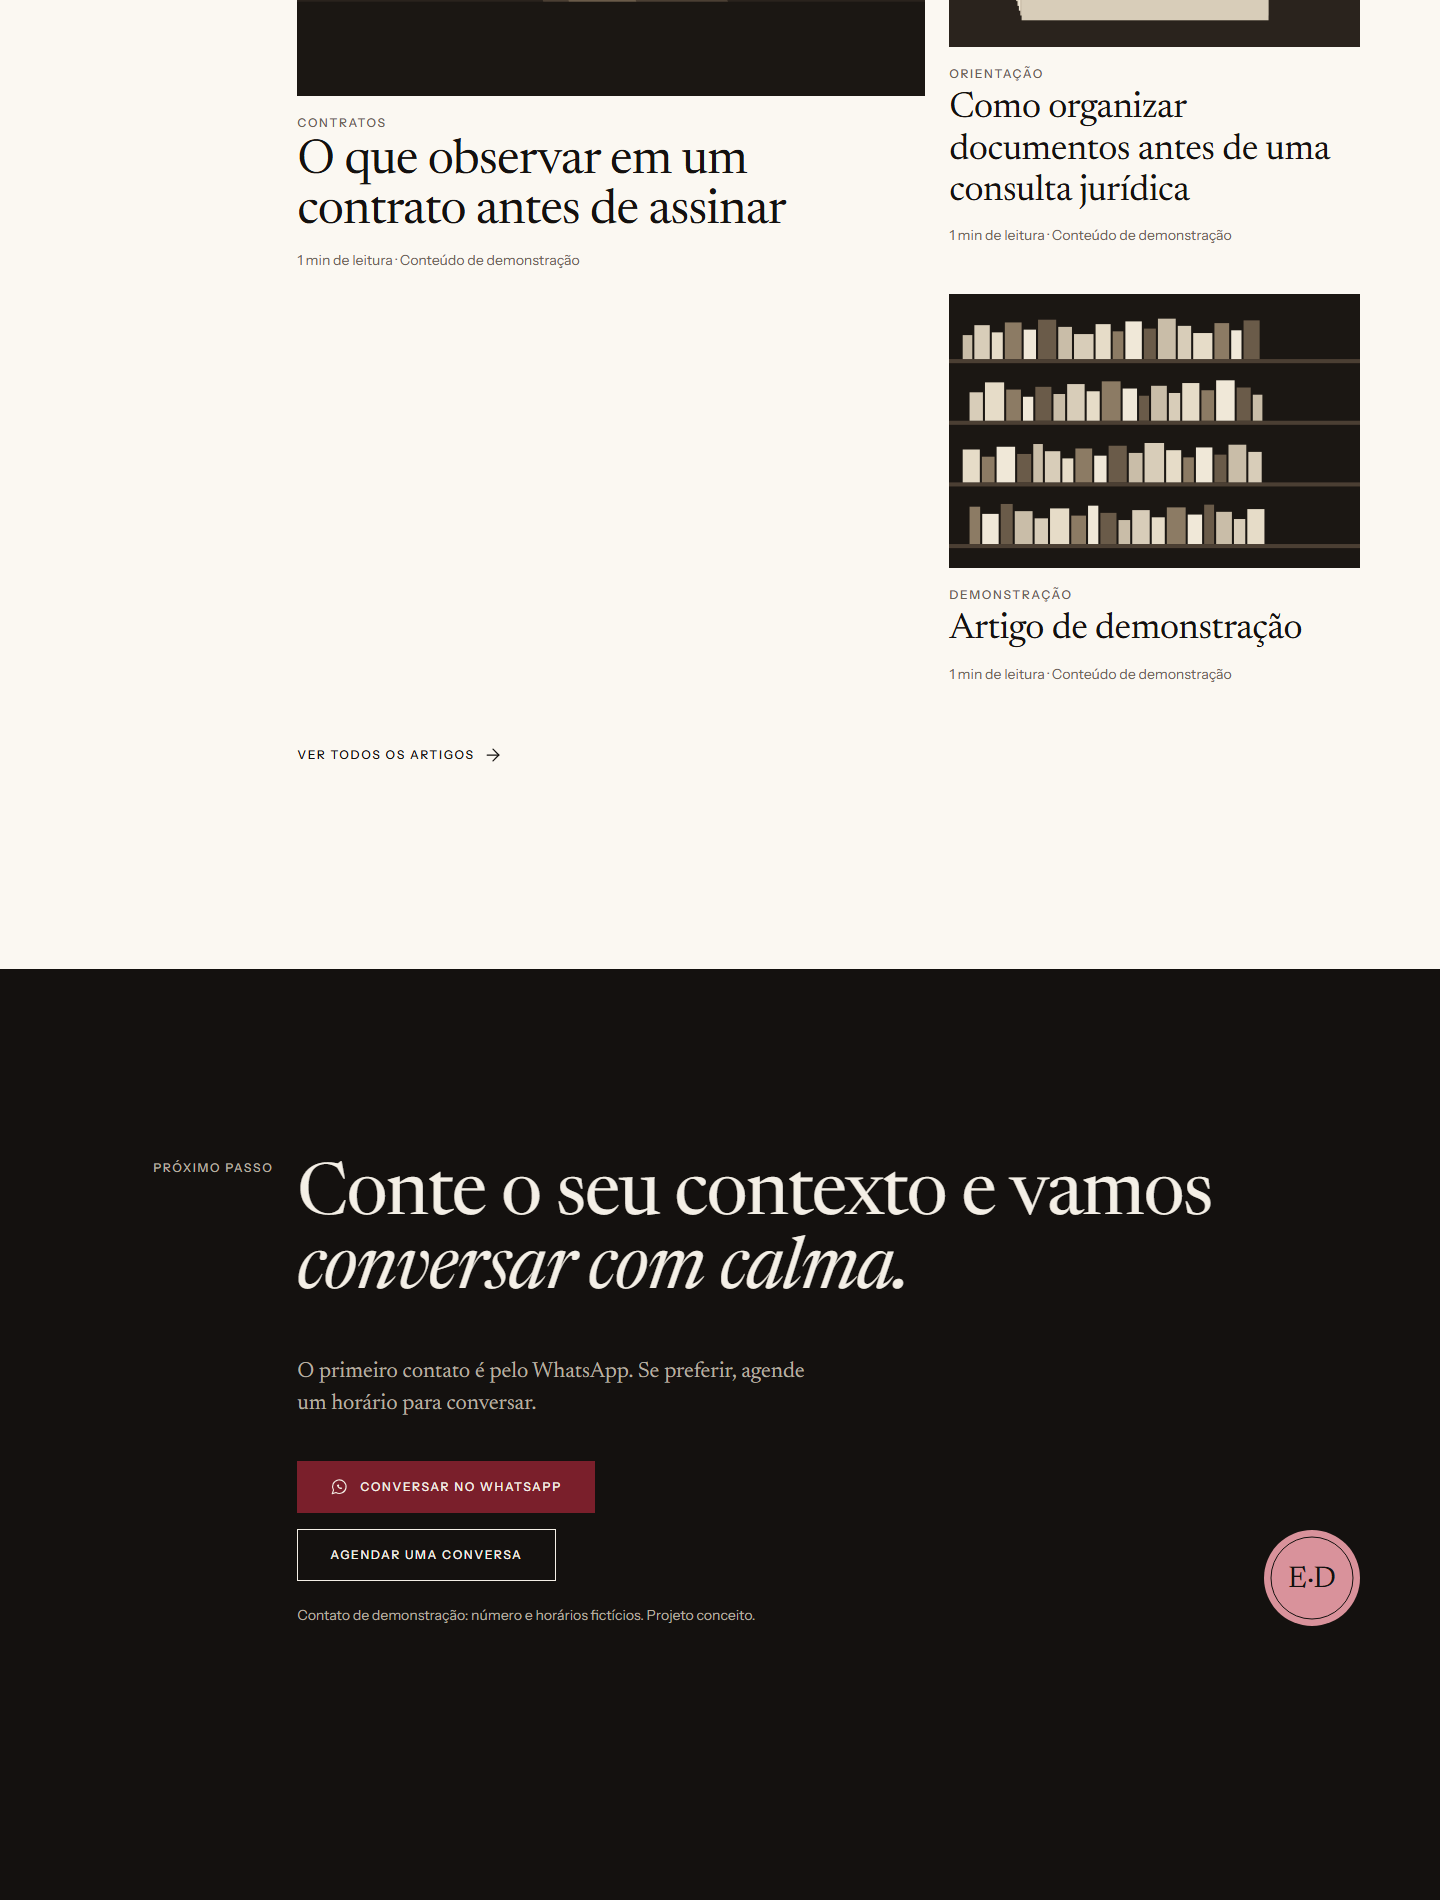 CONTRATOS
O que observar em um
contrato antes de assinar
1 min de leitura · Conteúdo de demonstração
ORIENTAÇÃO
Como organizar
documentos antes de uma
consulta jurídica
1 min de leitura · Conteúdo de demonstração
DEMONSTRAÇÃO
Artigo de demonstração
1 min de leitura · Conteúdo de demonstração
VER TODOS OS ARTIGOS
PRÓXIMO PASSO
Conte o seu contexto e vamos
conversar com calma.
O primeiro contato é pelo WhatsApp. Se preferir, agende
um horário para conversar.
CONVERSAR NO WHATSAPP
AGENDAR UMA CONVERSA
Contato de demonstração: número e horários fictícios. Projeto conceito.
E·D